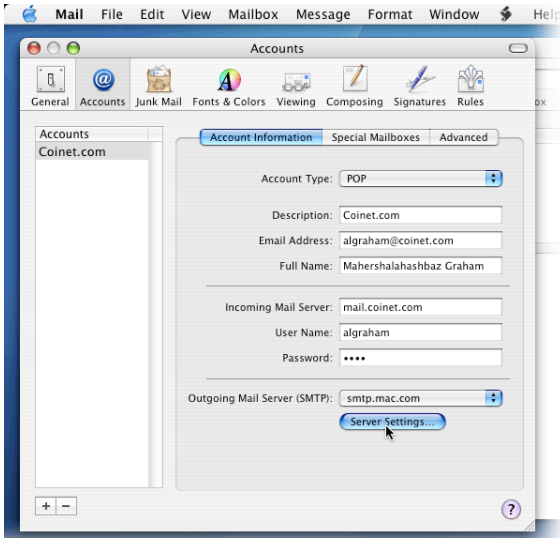 Mail File Edit View Mailbox Message Format Window Help
Accounts
General Accounts Junk Mail Fonts & Colors Viewing Composing Signatures Rules
ox
Accounts
Coinet.com
Account Information Special Mailboxes Advanced
Account Type: POP
Description: Coinet.com
Email Address: algraham@coinet.com
Full Name: Mahershalahashbaz Graham
Incoming Mail Server: mail.coinet.com
User Name: algraham
Password: ••••
Outgoing Mail Server (SMTP): smtp.mac.com
Server Settings...
+ − ?